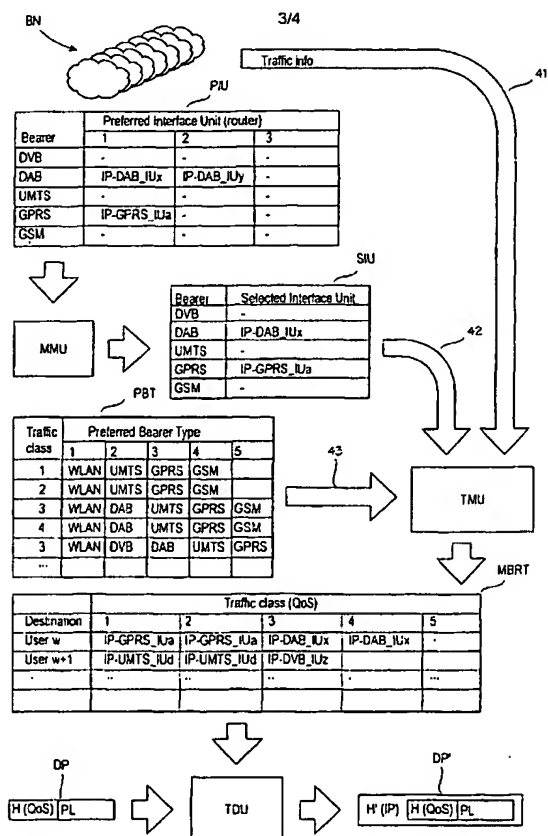 3/4
BN
Traffic info
41
PIU
Preferred Interface Unit (router)
Bearer 1 2 3
DVB - - -
DAB IP-DAB_IUx IP-DAB_IUy -
UMTS - - -
GPRS IP-GPRS_IUa - -
GSM - - -
SIU
Bearer Selected Interface Unit
DVB -
DAB IP-DAB_IUx
UMTS -
GPRS IP-GPRS_IUa
GSM -
MMU
42
PBT
Traffic class Preferred Bearer Type
1 2 3 4 5
1 WLAN UMTS GPRS GSM
2 WLAN UMTS GPRS GSM
3 WLAN DAB UMTS GPRS GSM
4 WLAN DAB UMTS GPRS GSM
3 WLAN DVB DAB UMTS GPRS
...
43
TMU
MBRT
Traffic class (QoS)
Destination 1 2 3 4 5
User w IP-GPRS_IUa IP-GPRS_IUa IP-DAB_IUx IP-DAB_IUx -
User w+1 IP-UMTS_IUd IP-UMTS_IUd IP-DVB_IUz
. .. .. .. .. ...
DP
H (QoS) PL
TDU
DP'
H' (IP) H (QoS) PL